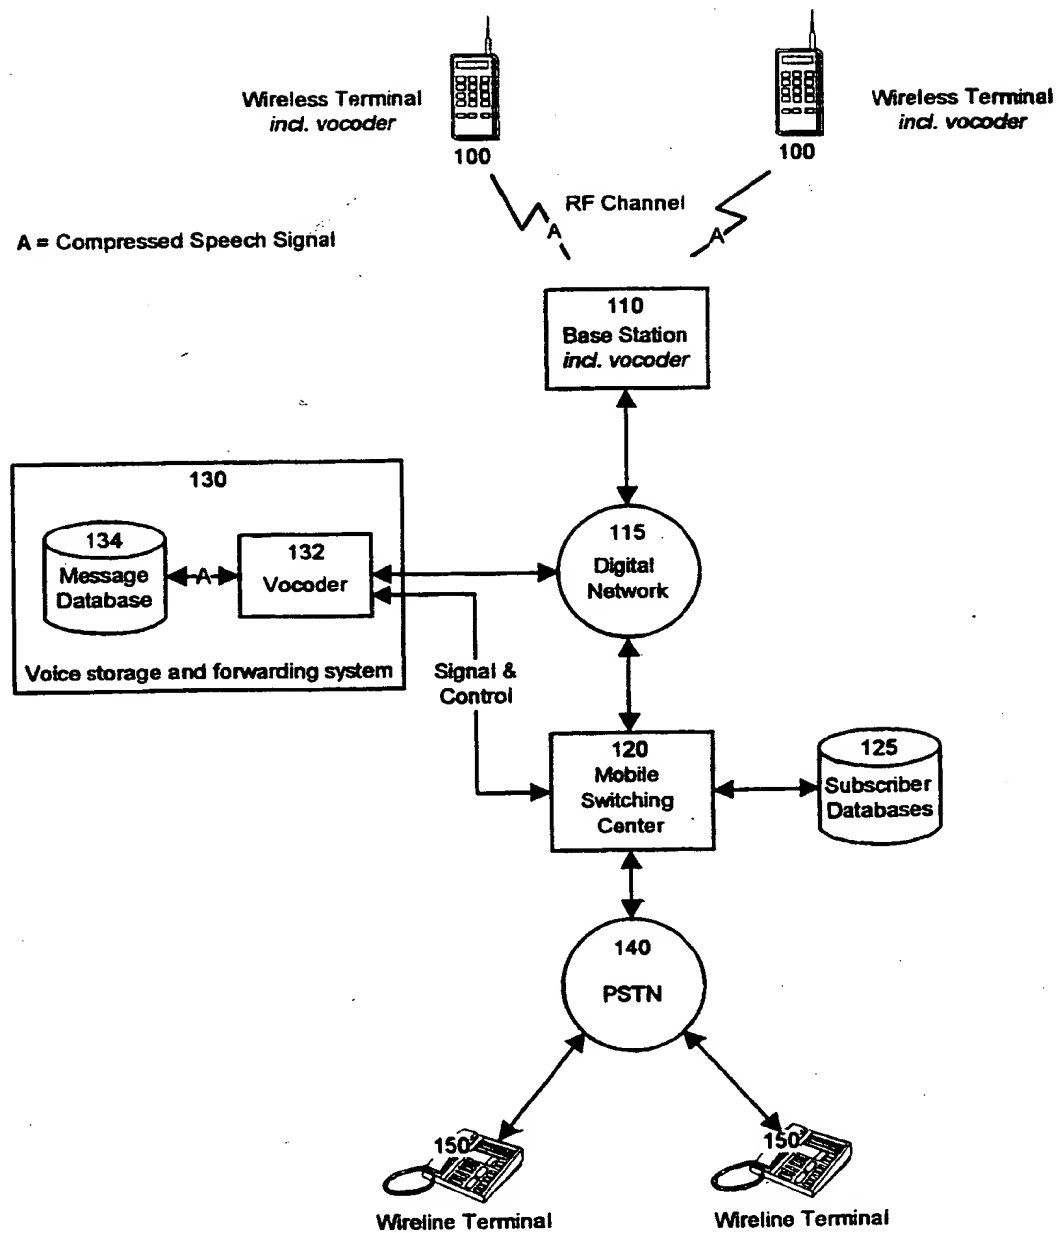 Wireless Terminal
incl. vocoder
100
Wireless Terminal
incl. vocoder
100
RF Channel
A
A
A = Compressed Speech Signal
110
Base Station
incl. vocoder
130
134
Message
Database
A
132
Vocoder
Voice storage and forwarding system
115
Digital
Network
Signal &
Control
120
Mobile
Switching
Center
125
Subscriber
Databases
140
PSTN
150
Wireline Terminal
150
Wireline Terminal